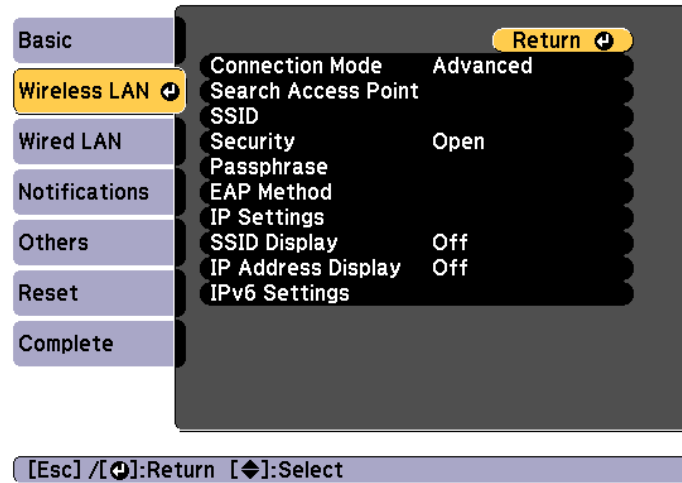 Basic
Wireless LAN
Wired LAN
Notifications
Others
Reset
Complete
Return
Connection Mode Advanced
Search Access Point
SSID
Security Open
Passphrase
EAP Method
IP Settings
SSID Display Off
IP Address Display Off
IPv6 Settings
[Esc] /[⏎]:Return [◆]:Select